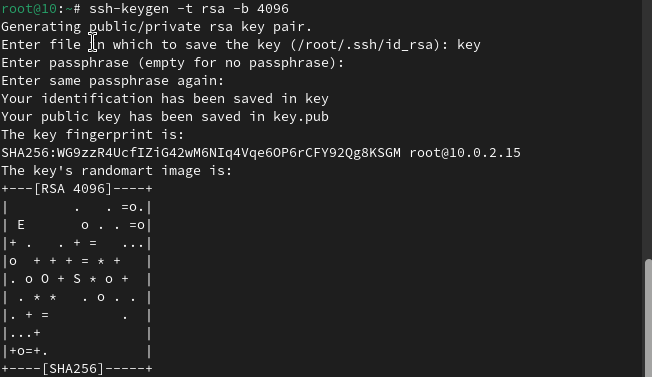 root@10:~# ssh-keygen -t rsa -b 4096
Generating public/private rsa key pair.
Enter file in which to save the key (/root/.ssh/id_rsa): key
Enter passphrase (empty for no passphrase):
Enter same passphrase again:
Your identification has been saved in key
Your public key has been saved in key.pub
The key fingerprint is:
SHA256:WG9zzR4UcfIZiG42wM6NIq4Vqe6OP6rCFY92Qg8KSGM root@10.0.2.15
The key's randomart image is:
+---[RSA 4096]----+
|        .   . =o.|
| E       o . . =o|
|+ .   . + =   ...|
|o  + + + = * +   |
|. o O + S * o +  |
| . * *   . o . . |
|. + =         .  |
|...+             |
|+o=+.            |
+----[SHA256]-----+